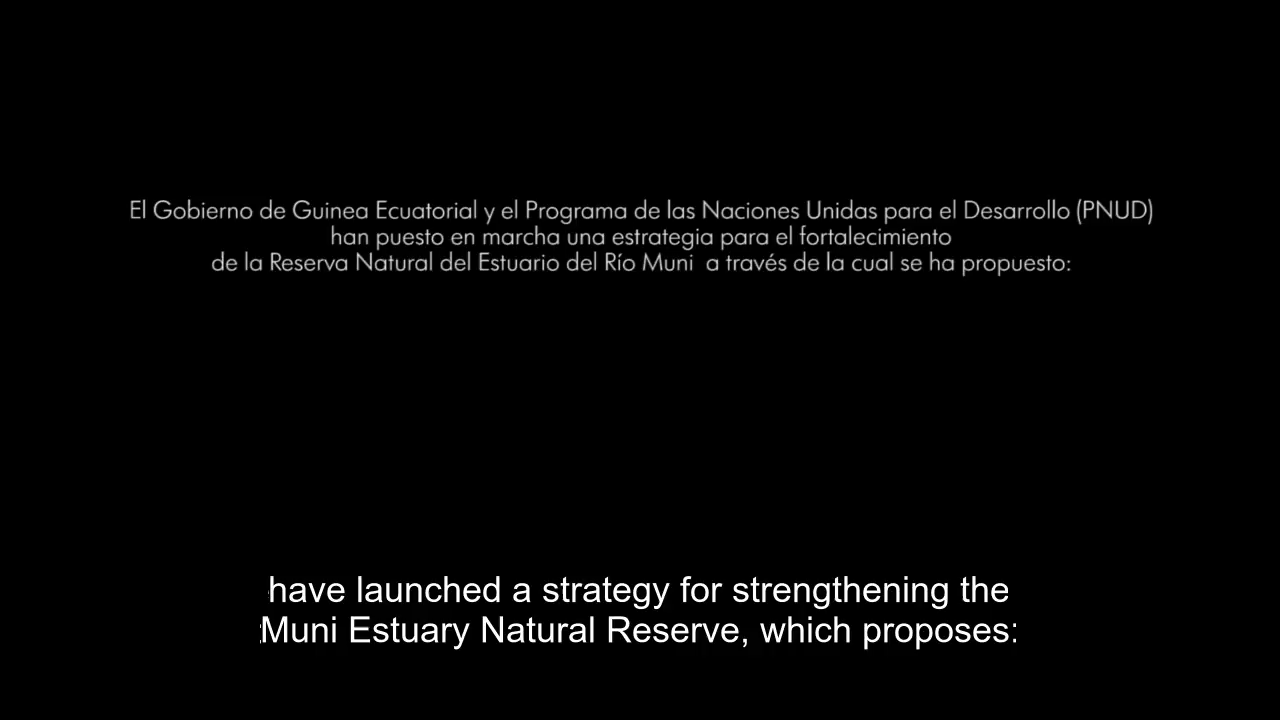 El Gobierno de Guinea Ecuatorial y el Programa de las Naciones Unidas para el Desarrollo (PNUD)
han puesto en marcha una estrategia para el fortalecimiento
de la Reserva Natural del Estuario del Río Muni a través de la cual se ha propuesto:
have launched a strategy for strengthening the
Muni Estuary Natural Reserve, which proposes: